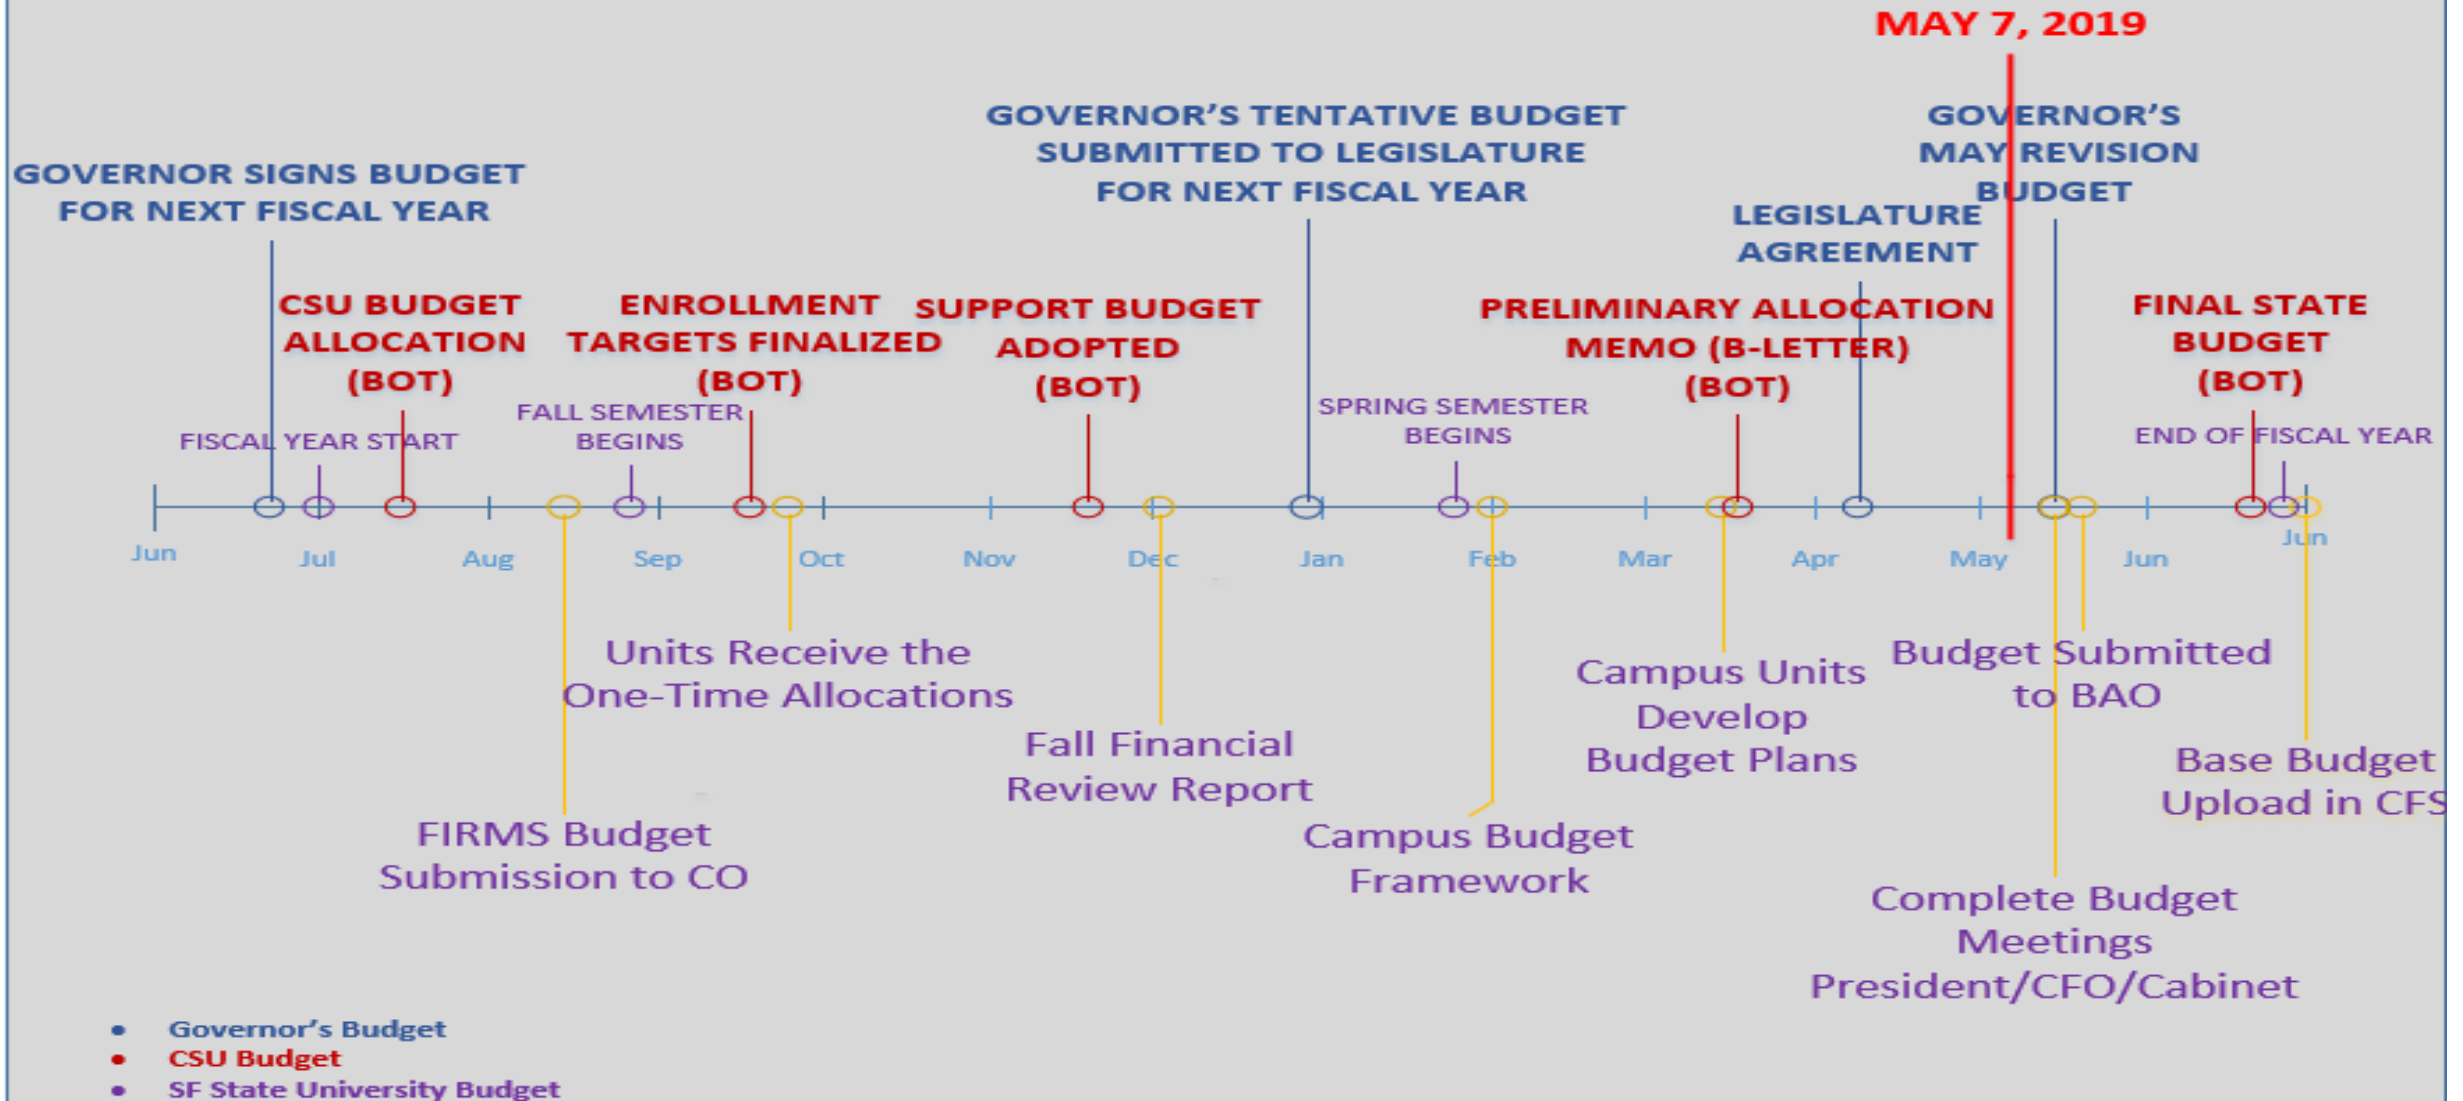 MAY 7, 2019
GOVERNOR SIGNS BUDGET
FOR NEXT FISCAL YEAR
GOVERNOR'S TENTATIVE BUDGET
SUBMITTED TO LEGISLATURE
FOR NEXT FISCAL YEAR
LEGISLATURE
AGREEMENT
GOVERNOR'S
MAY REVISION
BUDGET
CSU BUDGET
ALLOCATION
(BOT)
ENROLLMENT
TARGETS FINALIZED
(BOT)
SUPPORT BUDGET
ADOPTED
(BOT)
PRELIMINARY ALLOCATION
MEMO (B-LETTER)
(BOT)
FINAL STATE
BUDGET
(BOT)
FISCAL YEAR START
FALL SEMESTER
BEGINS
SPRING SEMESTER
BEGINS
END OF FISCAL YEAR
Jun
Jul
Aug
Sep
Oct
Nov
Dec
Jan
Feb
Mar
Apr
May
Jun
Jun
FIRMS Budget
Submission to CO
Units Receive the
One-Time Allocations
Fall Financial
Review Report
Campus Budget
Framework
Campus Units
Develop
Budget Plans
Budget Submitted
to BAO
Complete Budget
Meetings
President/CFO/Cabinet
Base Budget
Upload in CFS
• Governor's Budget
• CSU Budget
• SF State University Budget